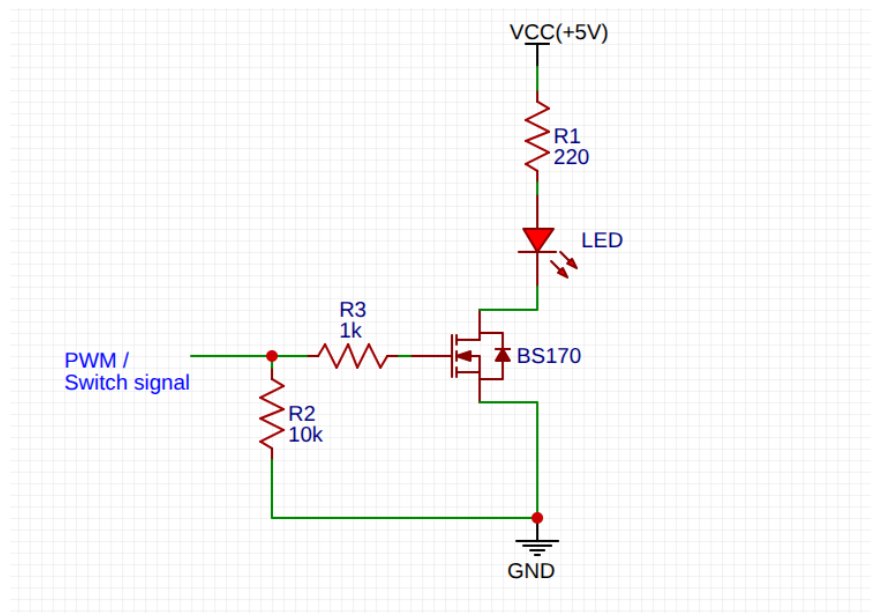 VCC(+5V)
R1
220
LED
R3
1k
BS170
PWM /
Switch signal
R2
10k
GND